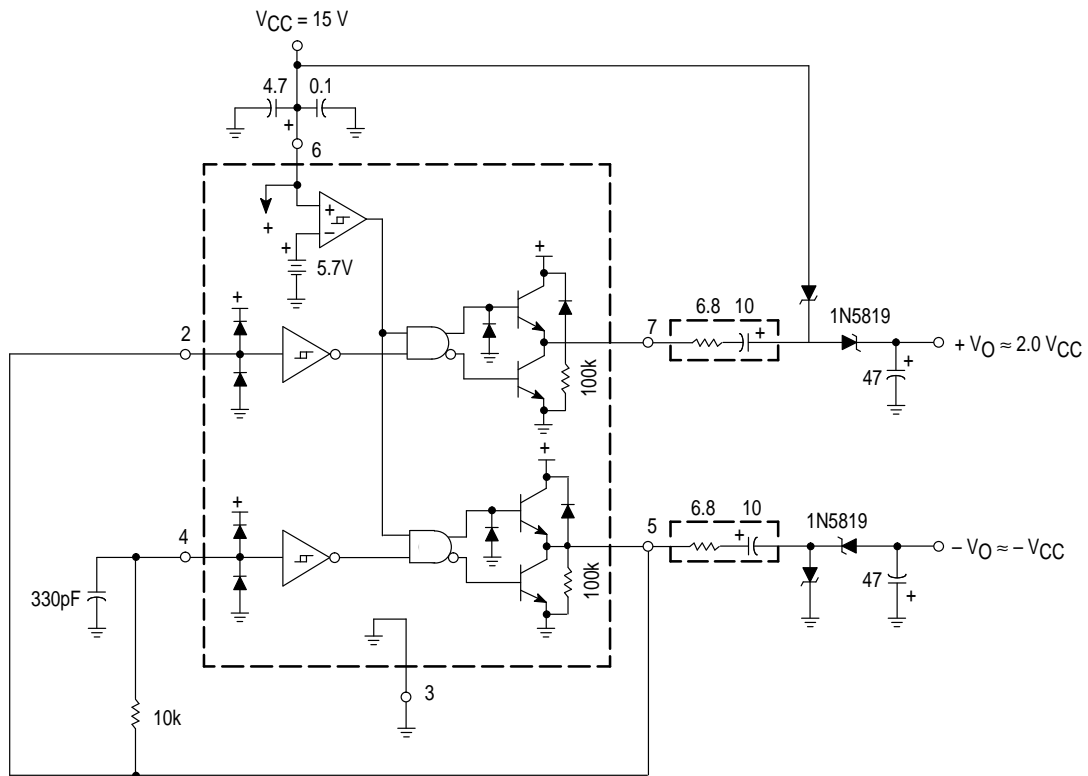 VCC = 15 V
4.7
0.1
+
6
+
+
−
+
5.7V
+
+
2
7
6.8
10
+
1N5819
+ VO ≈ 2.0 VCC
47
+
100k
+
+
4
5
6.8
10
+
1N5819
− VO ≈ − VCC
47
+
330pF
100k
3
10k